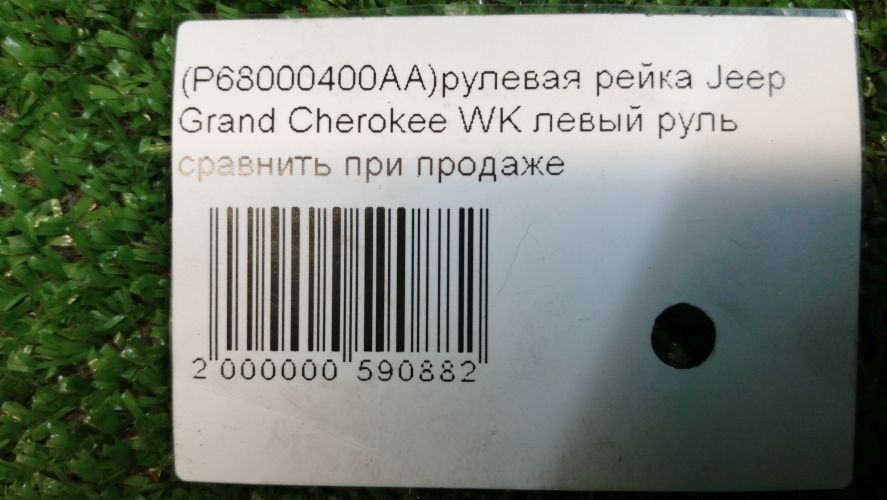 (P68000400AA)рулевая рейка Jeep
Grand Cherokee WK левый руль
сравнить при продаже
2 000000 590882